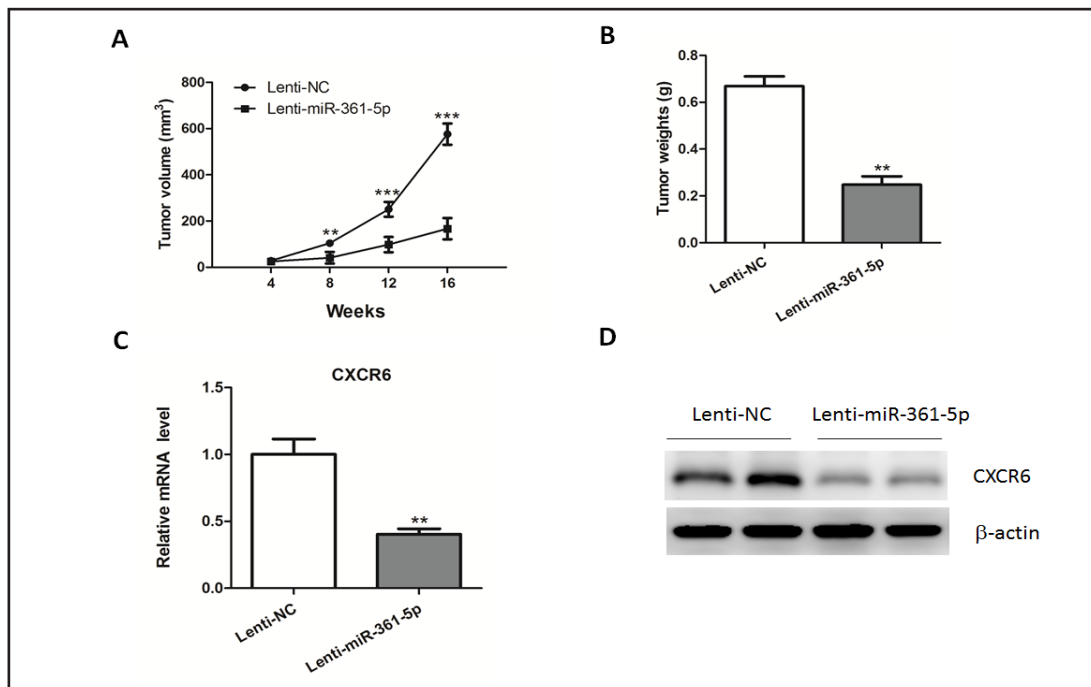 A
Lenti-NC
Lenti-miR-361-5p
Tumor volume (mm³)
800
600
400
200
0
**
***
***
4
8
12
16
Weeks
B
Tumor weights (g)
0.8
0.6
0.4
0.2
0.0
**
Lenti-NC
Lenti-miR-361-5p
C
CXCR6
Relative mRNA level
1.5
1.0
0.5
0.0
**
Lenti-NC
Lenti-miR-361-5p
D
Lenti-NC Lenti-miR-361-5p
CXCR6
β-actin